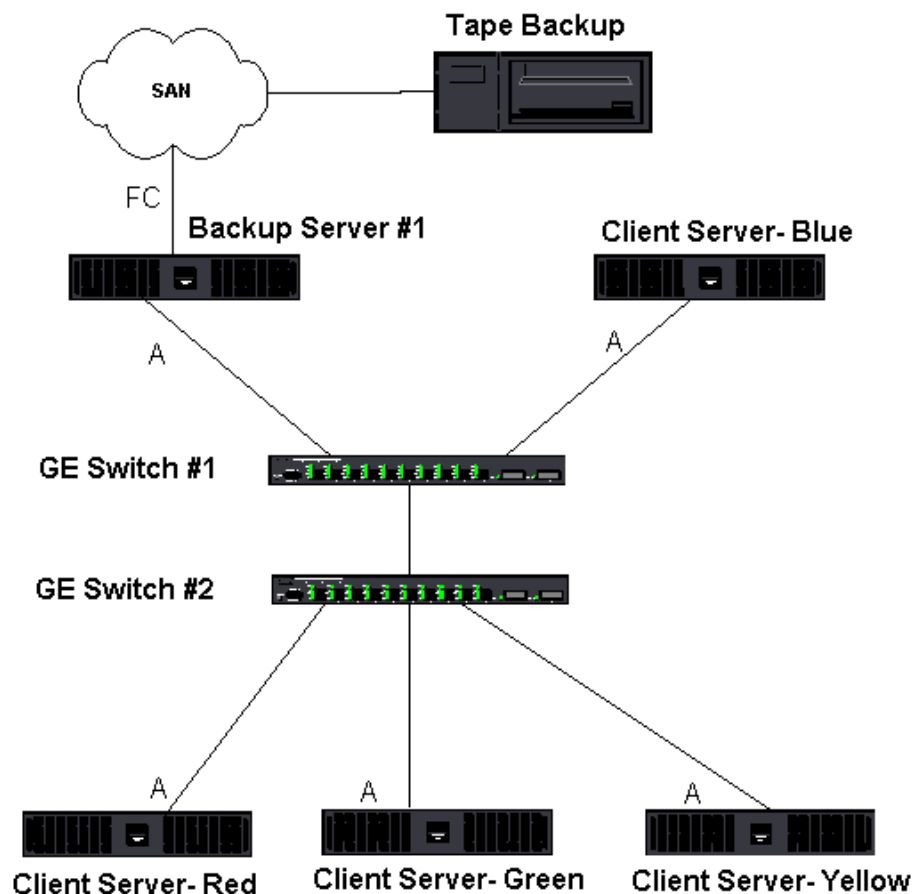 Tape Backup
SAN
FC
Backup Server #1
Client Server- Blue
A
A
GE Switch #1
GE Switch #2
A
A
A
Client Server- Red
Client Server- Green
Client Server- Yellow